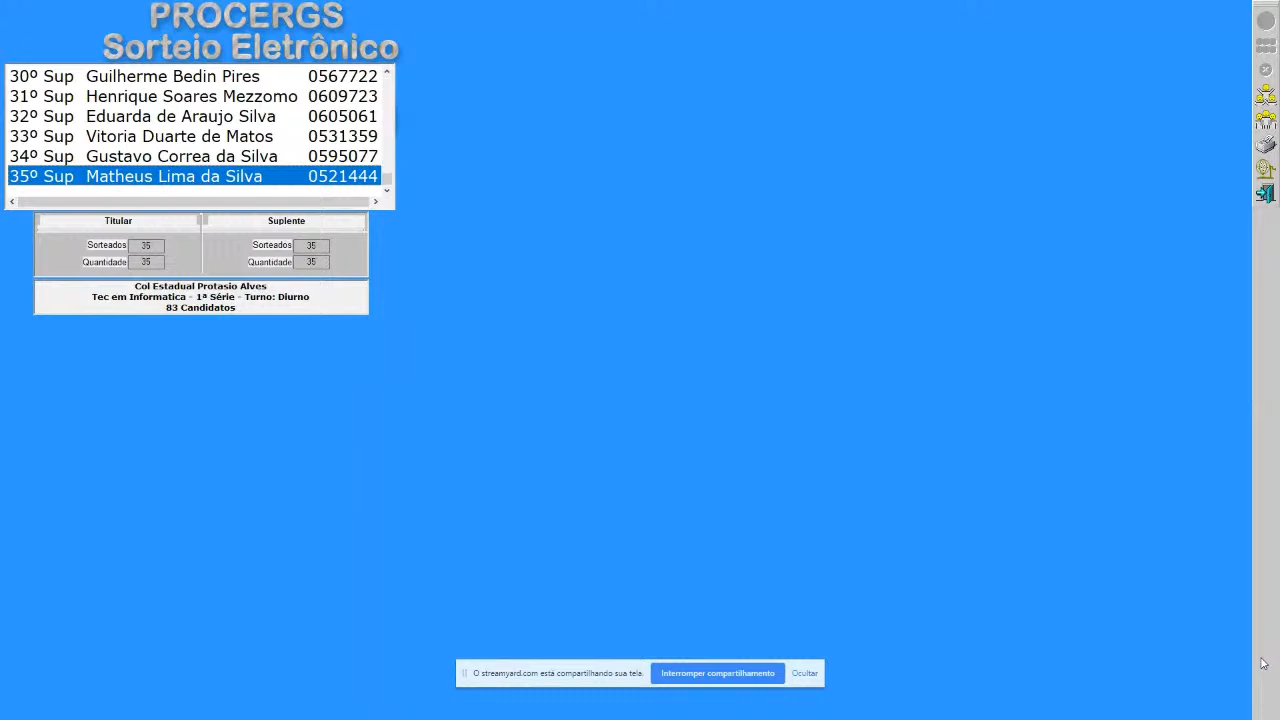 PROCERGS
Sorteio Eletrônico
30º Sup Guilherme Bedin Pires 0567722
31º Sup Henrique Soares Mezzomo 0609723
32º Sup Eduarda de Araujo Silva 0605061
33º Sup Vitoria Duarte de Matos 0531359
34º Sup Gustavo Correa da Silva 0595077
35º Sup Matheus Lima da Silva 0521444
Titular Suplente
Sorteados 35 Sorteados 35
Quantidade 35 Quantidade 35
Col Estadual Protasio Alves
Tec em Informatica - 1ª Série - Turno: Diurno
83 Candidatos
O streamyard.com está compartilhando sua tela. Interromper compartilhamento Ocultar